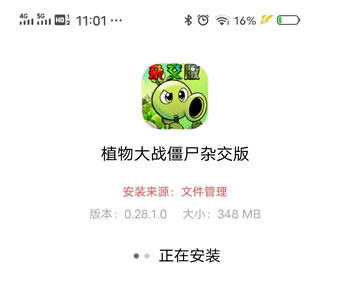 4G 5G HD 1 2 11:01 ··· 16%
杂交版
植物大战僵尸杂交版
安装来源：文件管理
版本：0.28.1.0 大小：348 MB
正在安装